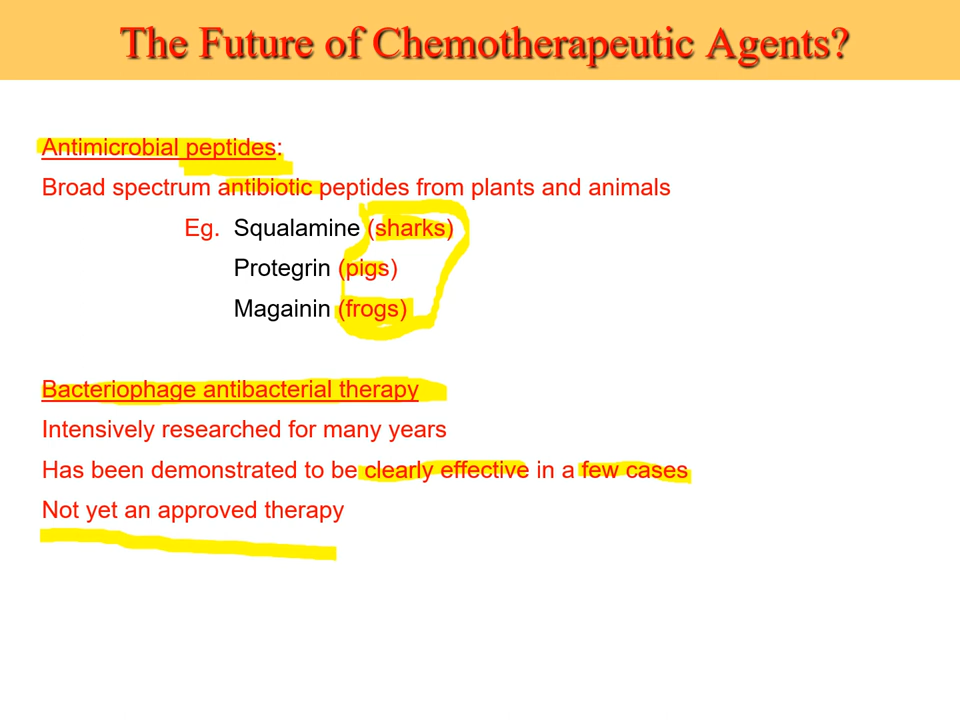 The Future of Chemotherapeutic Agents?
Antimicrobial peptides:
Broad spectrum antibiotic peptides from plants and animals
Eg. Squalamine (sharks)
Protegrin (pigs)
Magainin (frogs)
Bacteriophage antibacterial therapy
Intensively researched for many years
Has been demonstrated to be clearly effective in a few cases
Not yet an approved therapy